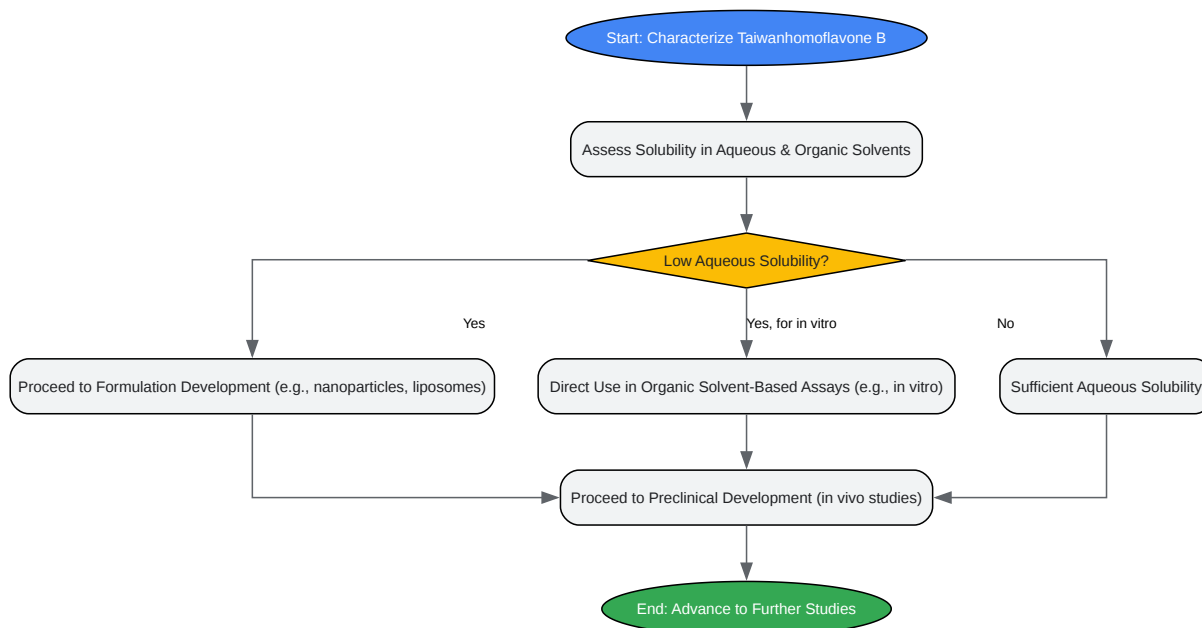 Start: Characterize Taiwanhomoflavone B
Assess Solubility in Aqueous & Organic Solvents
Low Aqueous Solubility?
Yes
Yes, for in vitro
No
Proceed to Formulation Development (e.g., nanoparticles, liposomes)
Direct Use in Organic Solvent-Based Assays (e.g., in vitro)
Sufficient Aqueous Solubility
Proceed to Preclinical Development (in vivo studies)
End: Advance to Further Studies